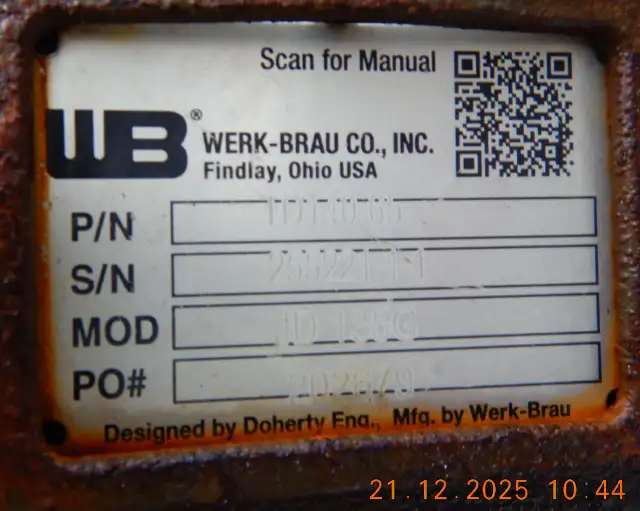 Scan for Manual
WB®
WERK-BRAU CO., INC.
Findlay, Ohio USA
P/N
S/N
MOD JD
PO#
Designed by Doherty Eng., Mfg. by Werk-Brau
21.12.2025 10:44